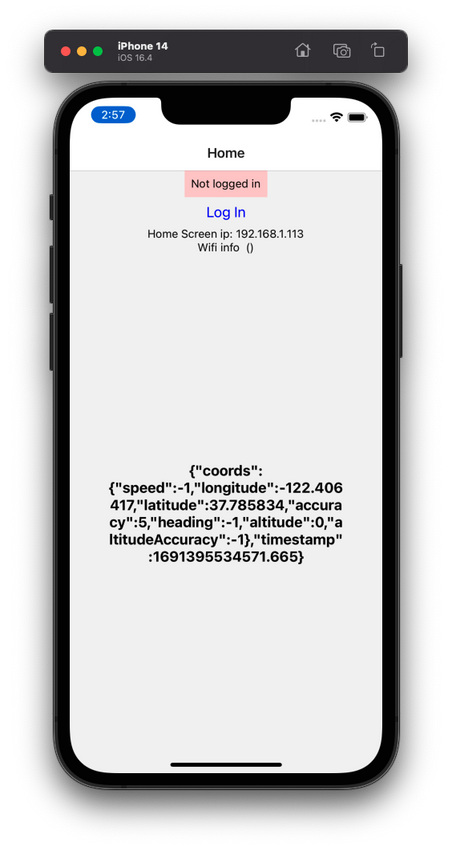 iPhone 14
iOS 16.4
2:57
Home
Not logged in
Log In
Home Screen ip: 192.168.1.113
Wifi info  ()
{"coords":
{"speed":-1,"longitude":-122.406
417,"latitude":37.785834,"accura
cy":5,"heading":-1,"altitude":0,"a
ltitudeAccuracy":-1},"timestamp"
:1691395534571.665}